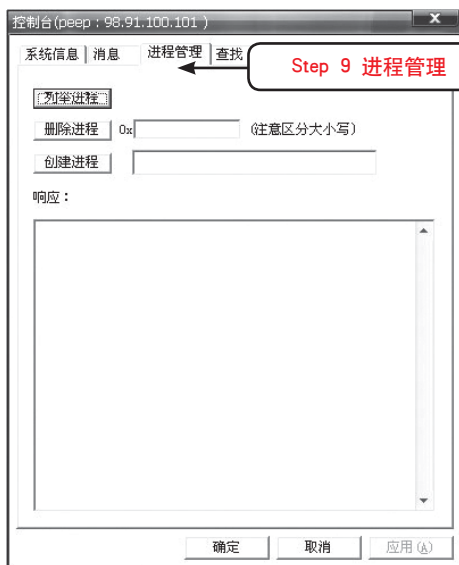 控制台(peep：98.91.100.101 )
系统信息 消息 进程管理 查找
Step 9 进程管理
列举进程
删除进程 0x (注意区分大小写)
创建进程
响应：
确定 取消 应用(A)